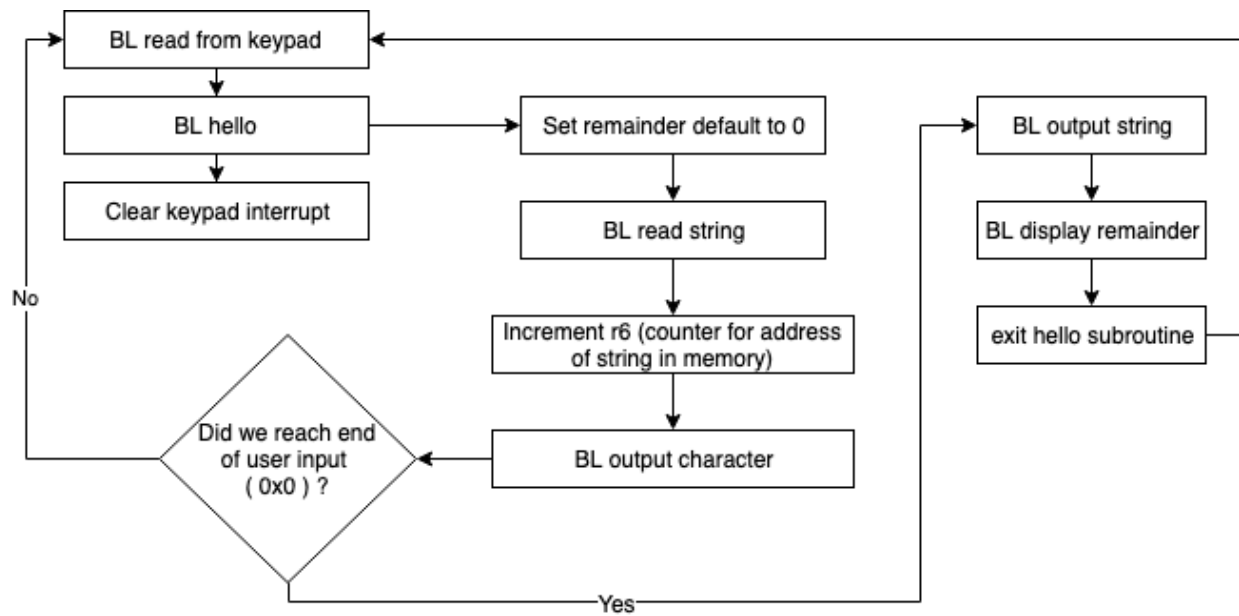 BL read from keypad
BL hello
Clear keypad interrupt
Set remainder default to 0
BL read string
Increment r6 (counter for address
of string in memory)
BL output character
Did we reach end
of user input
( 0x0 ) ?
No
Yes
BL output string
BL display remainder
exit hello subroutine